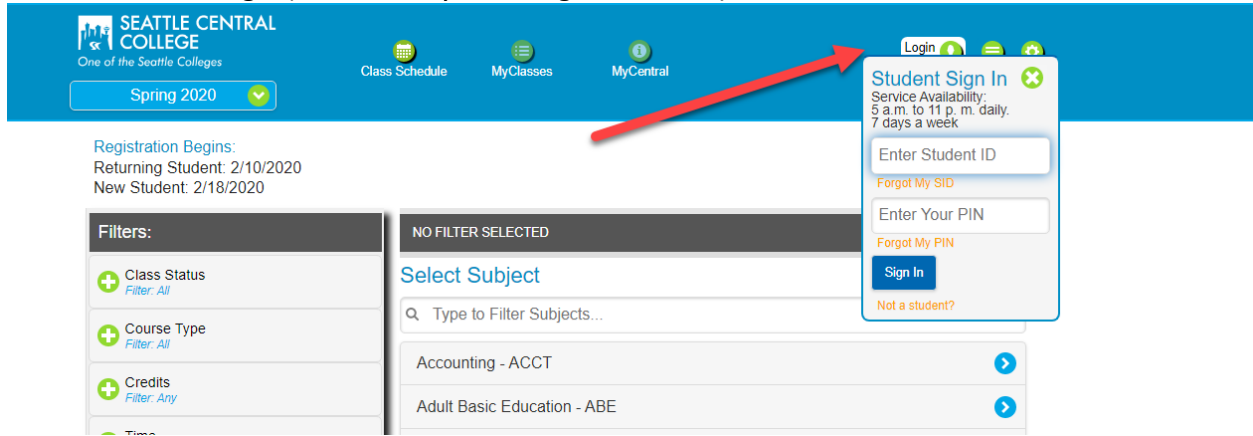 SEATTLE CENTRAL
COLLEGE
One of the Seattle Colleges
Spring 2020
Class Schedule
MyClasses
MyCentral
Login
Student Sign In
Service Availability:
5 a.m. to 11 p. m. daily.
7 days a week
Enter Student ID
Forgot My SID
Enter Your PIN
Forgot My PIN
Sign In
Not a student?
Registration Begins:
Returning Student: 2/10/2020
New Student: 2/18/2020
Filters:
Class Status
Filter: All
Course Type
Filter: All
Credits
Filter: Any
Time
NO FILTER SELECTED
Select Subject
Type to Filter Subjects...
Accounting - ACCT
Adult Basic Education - ABE